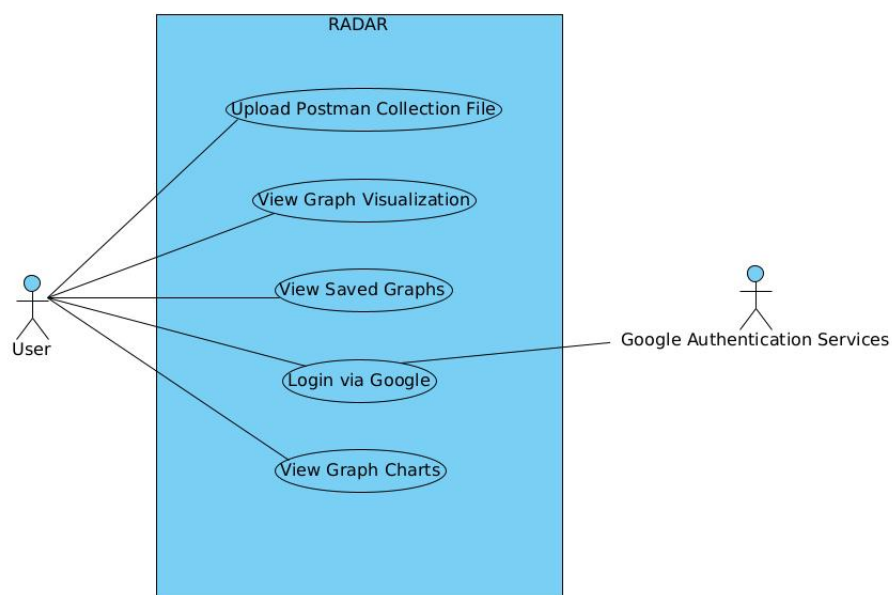 RADAR
Upload Postman Collection File
View Graph Visualization
View Saved Graphs
User
Google Authentication Services
Login via Google
View Graph Charts